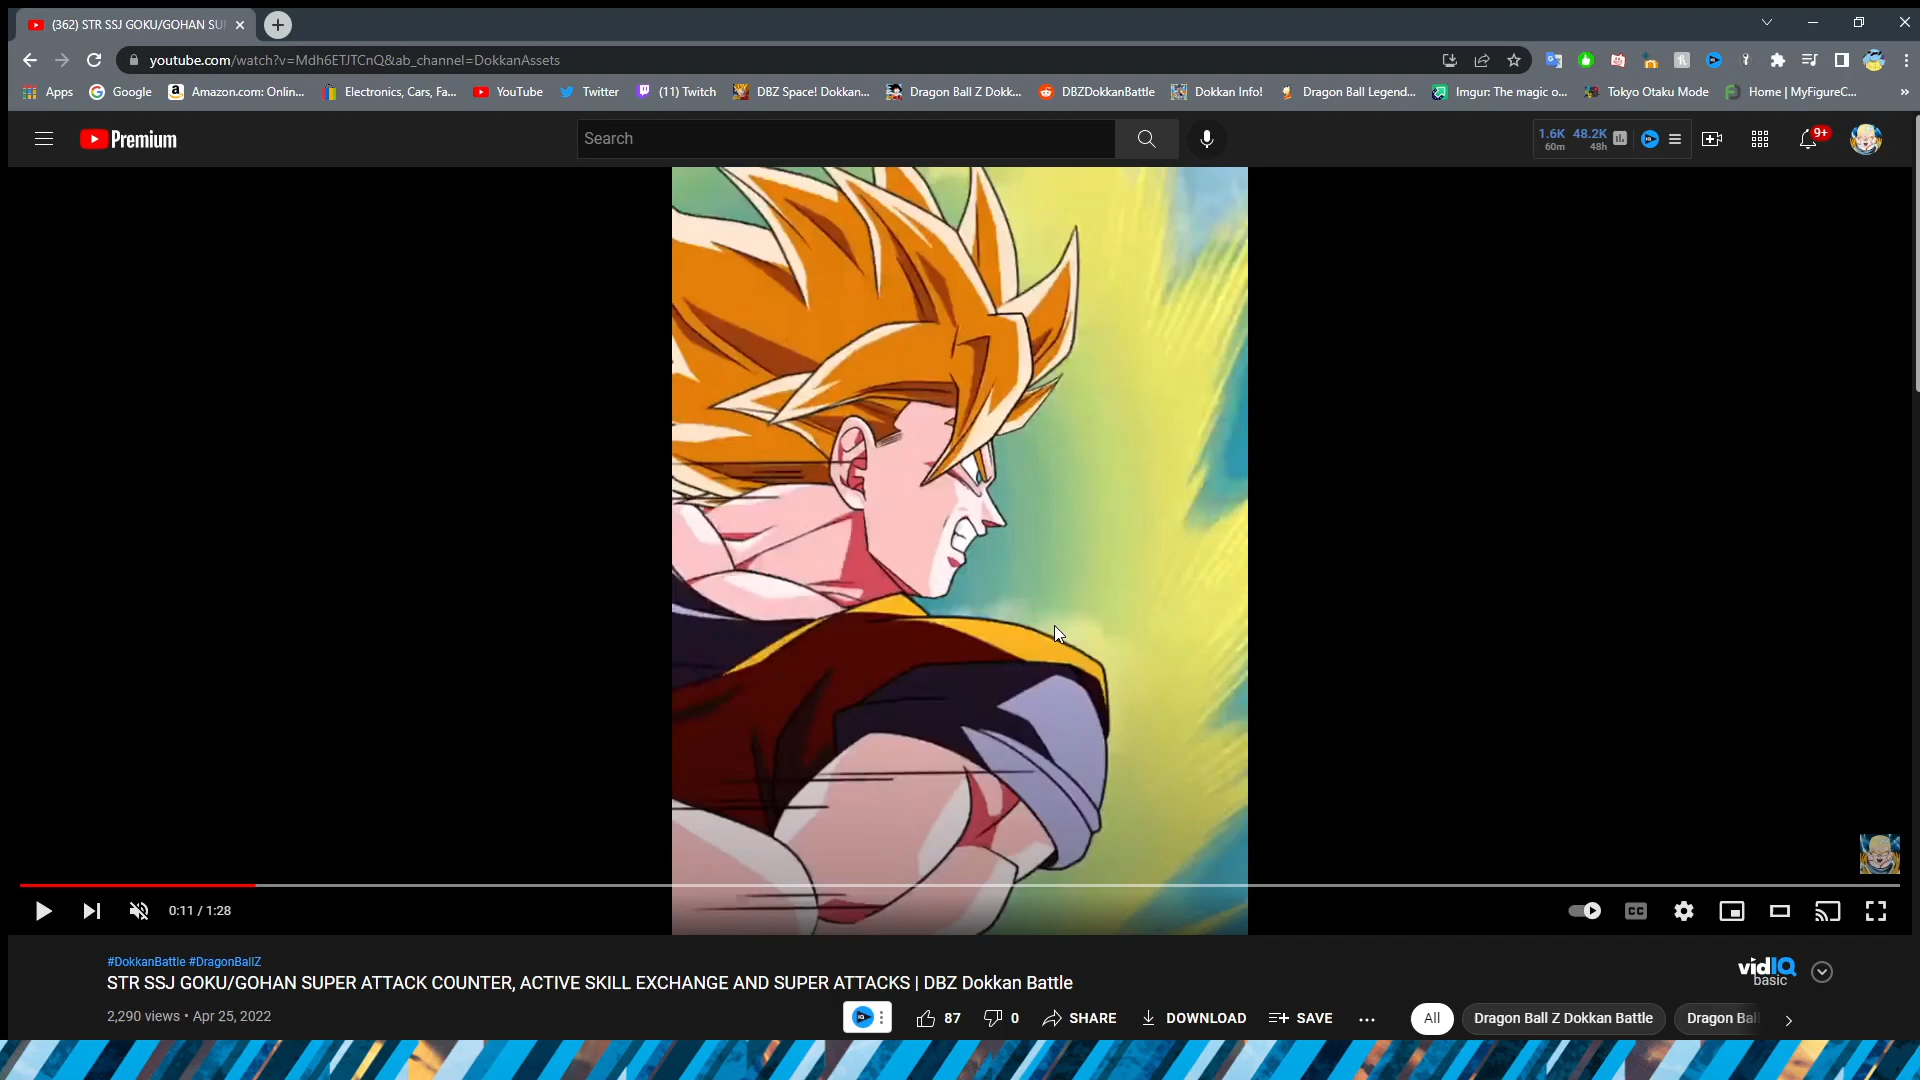 (362) STR SSJ GOKU/GOHAN SU
youtube.com/watch?v=Mdh6ETJTCnQ&ab_channel=DokkanAssets
Apps Google Amazon.com: Onlin... Electronics, Cars, Fa... YouTube Twitter (11) Twitch DBZ Space! Dokkan... Dragon Ball Z Dokk... DBZDokkanBattle Dokkan Info! Dragon Ball Legend... Imgur: The magic o... Tokyo Otaku Mode Home | MyFigureC... »
Premium Search 1.6K 60m 48.2K 48h 9+
0:11 / 1:28 CC
#DokkanBattle #DragonBallZ
STR SSJ GOKU/GOHAN SUPER ATTACK COUNTER, ACTIVE SKILL EXCHANGE AND SUPER ATTACKS | DBZ Dokkan Battle
vidIQ
basic
2,290 views • Apr 25, 2022
87 0 SHARE DOWNLOAD SAVE ... All Dragon Ball Z Dokkan Battle Dragon Bal